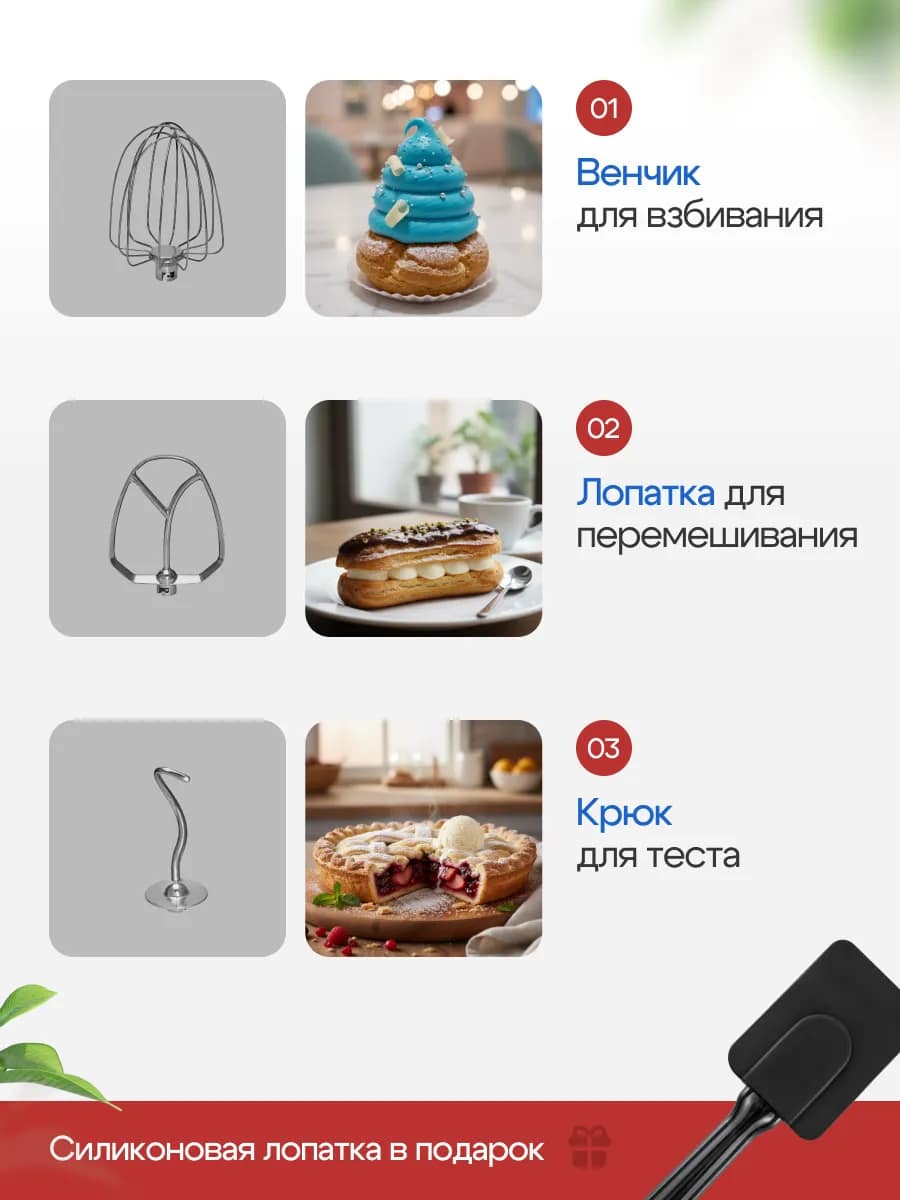 01
Венчик
для взбивания
02
Лопатка для
перемешивания
03
Крюк
для теста
Силиконовая лопатка в подарок